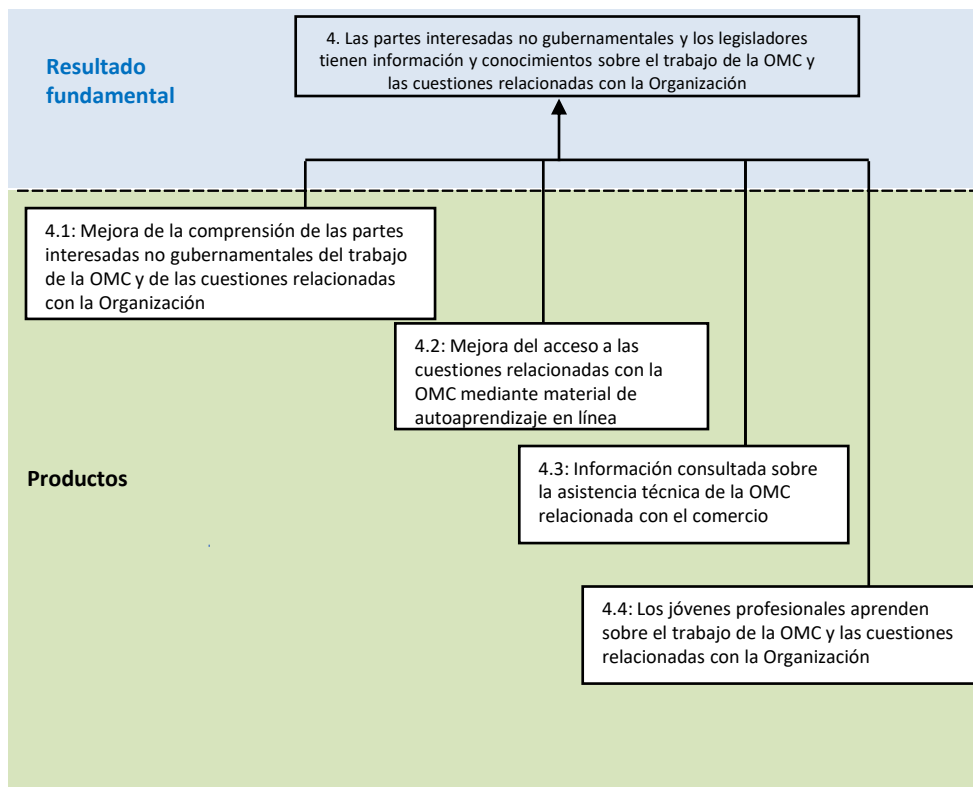 4. Las partes interesadas no gubernamentales y los legisladores
tienen información y conocimientos sobre el trabajo de la OMC y
las cuestiones relacionadas con la Organización
Resultado
fundamental
4.1: Mejora de la comprensión de las partes
interesadas no gubernamentales del trabajo
de la OMC y de las cuestiones relacionadas
con la Organización
4.2: Mejora del acceso a las
cuestiones relacionadas con la
OMC mediante material de
autoaprendizaje en línea
Productos
4.3: Información consultada sobre
la asistencia técnica de la OMC
relacionada con el comercio
4.4: Los jóvenes profesionales aprenden
sobre el trabajo de la OMC y las cuestiones
relacionadas con la Organización